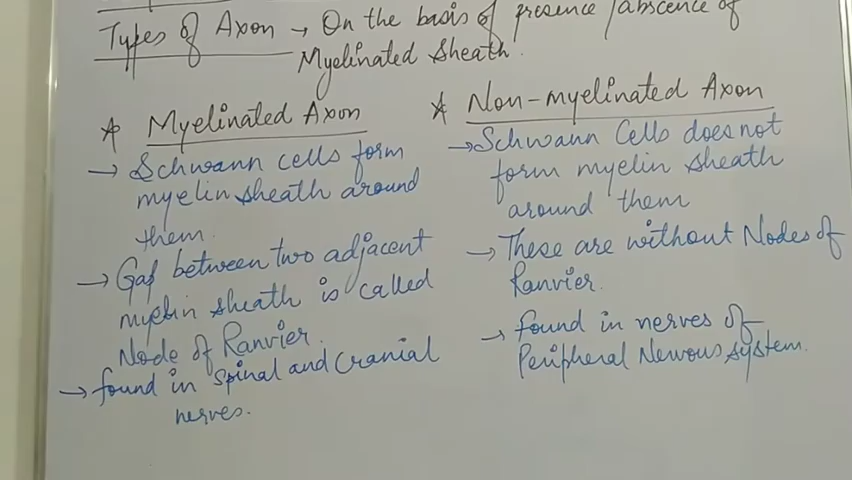 Types of Axon → On the basis of presence /abscence of
Myelinated sheath.
* Myelinated Axon
→ Schwann cells form
myelin sheath around
them.
→ Gap between two adjacent
myelin sheath is called
Node of Ranvier.
→ found in spinal and cranial
nerves.
* Non-myelinated Axon
→ Schwann Cells does not
form myelin sheath
around them
→ These are without Nodes of
Ranvier.
→ found in nerves of
Peripheral Nervous system.